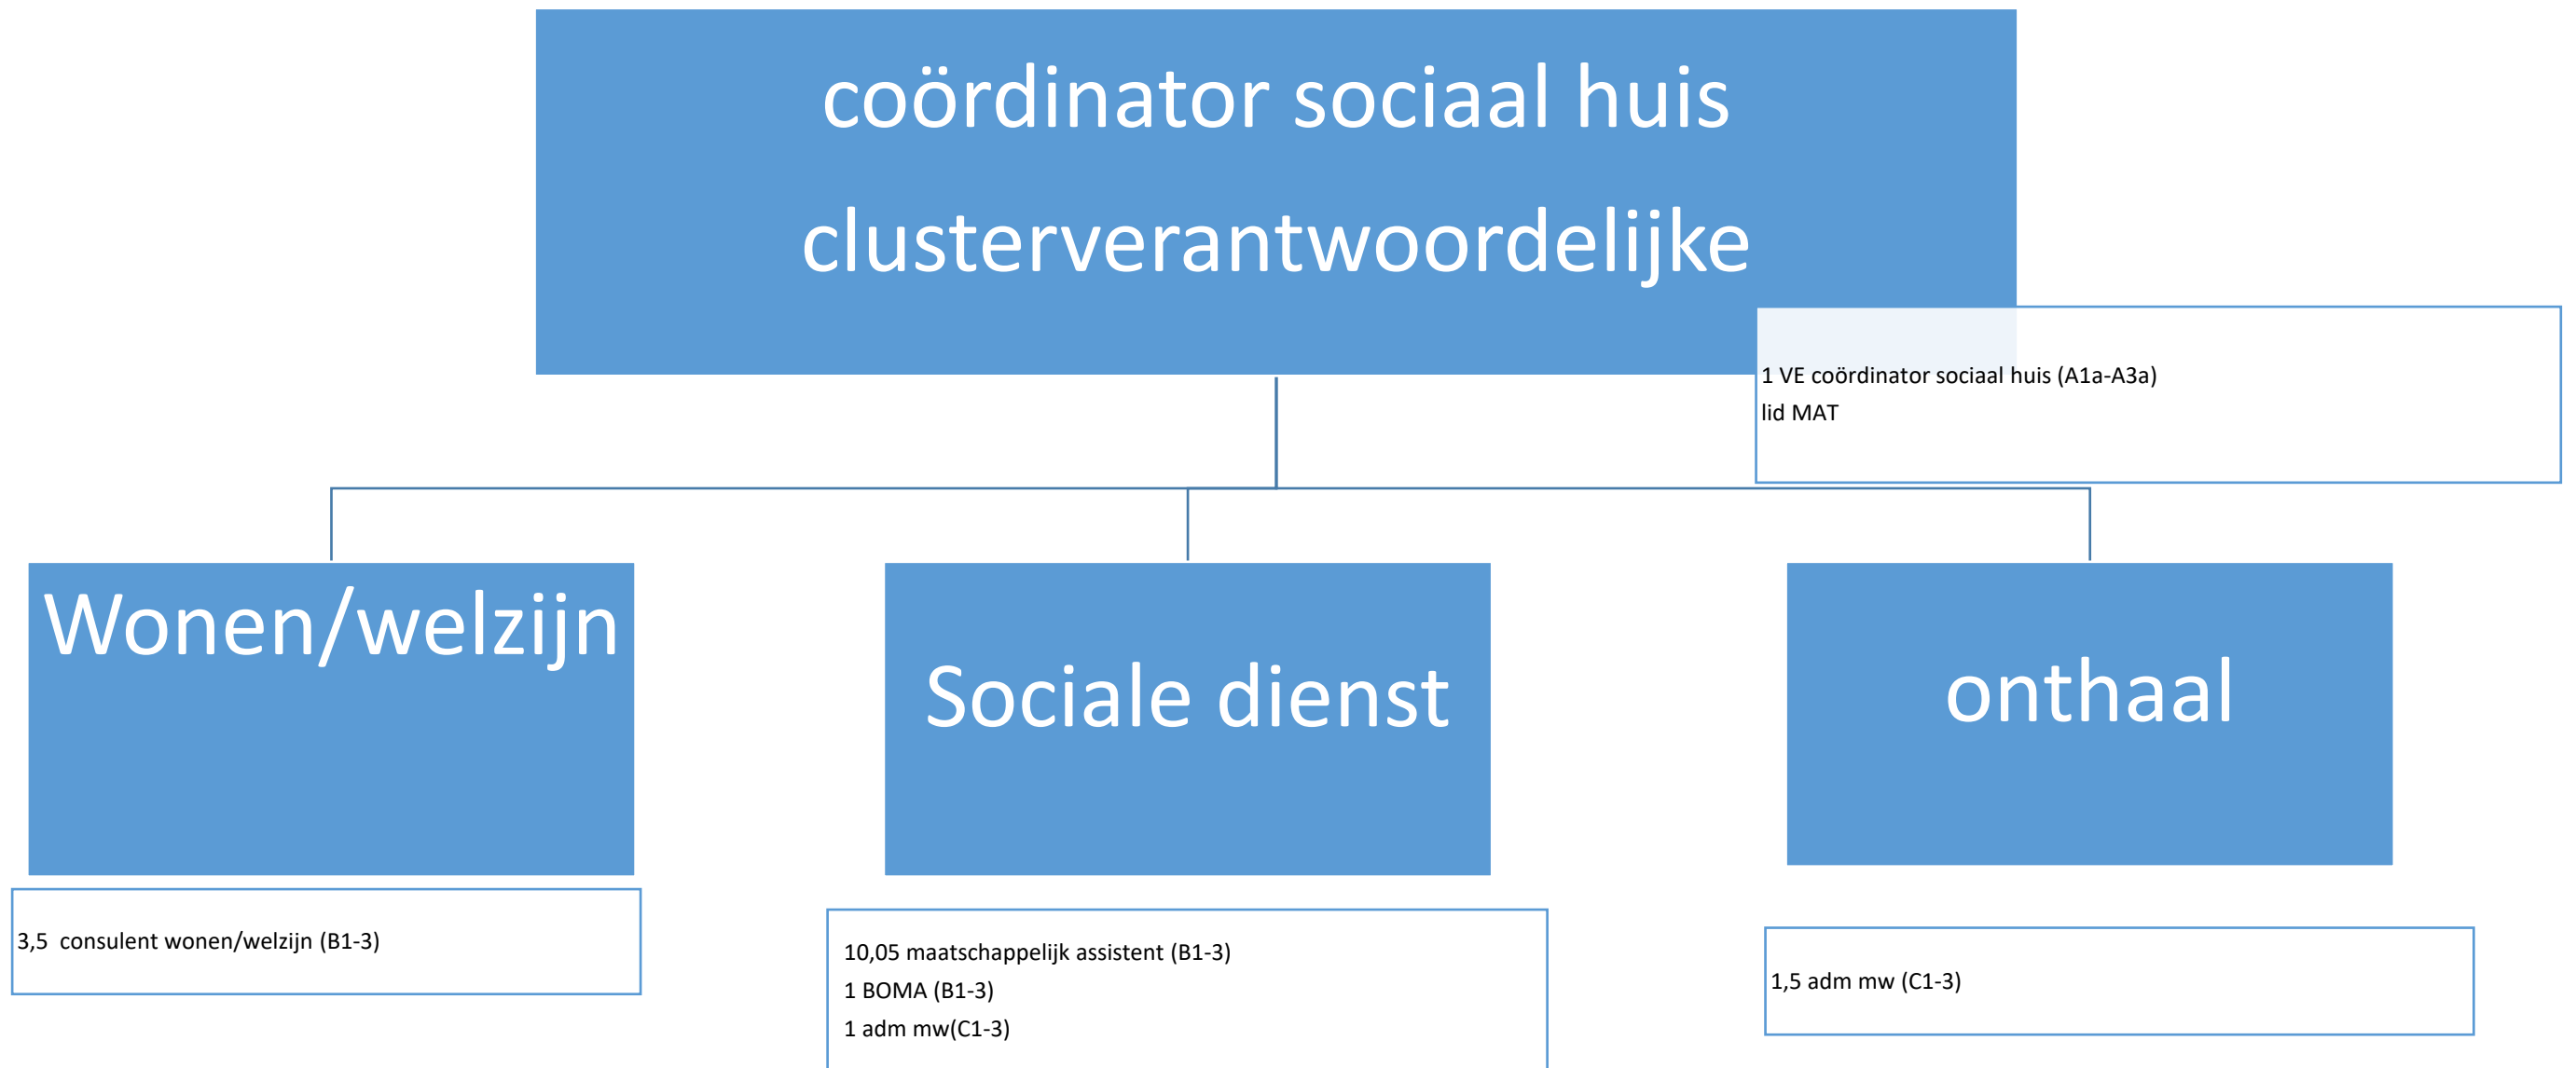 coördinator sociaal huis
clusterverantwoordelijke
1 VE coördinator sociaal huis (A1a-A3a)
lid MAT
Wonen/welzijn
Sociale dienst
onthaal
3,5 consulent wonen/welzijn (B1-3)
10,05 maatschappelijk assistent (B1-3)
1 BOMA (B1-3)
1 adm mw(C1-3)
1,5 adm mw (C1-3)